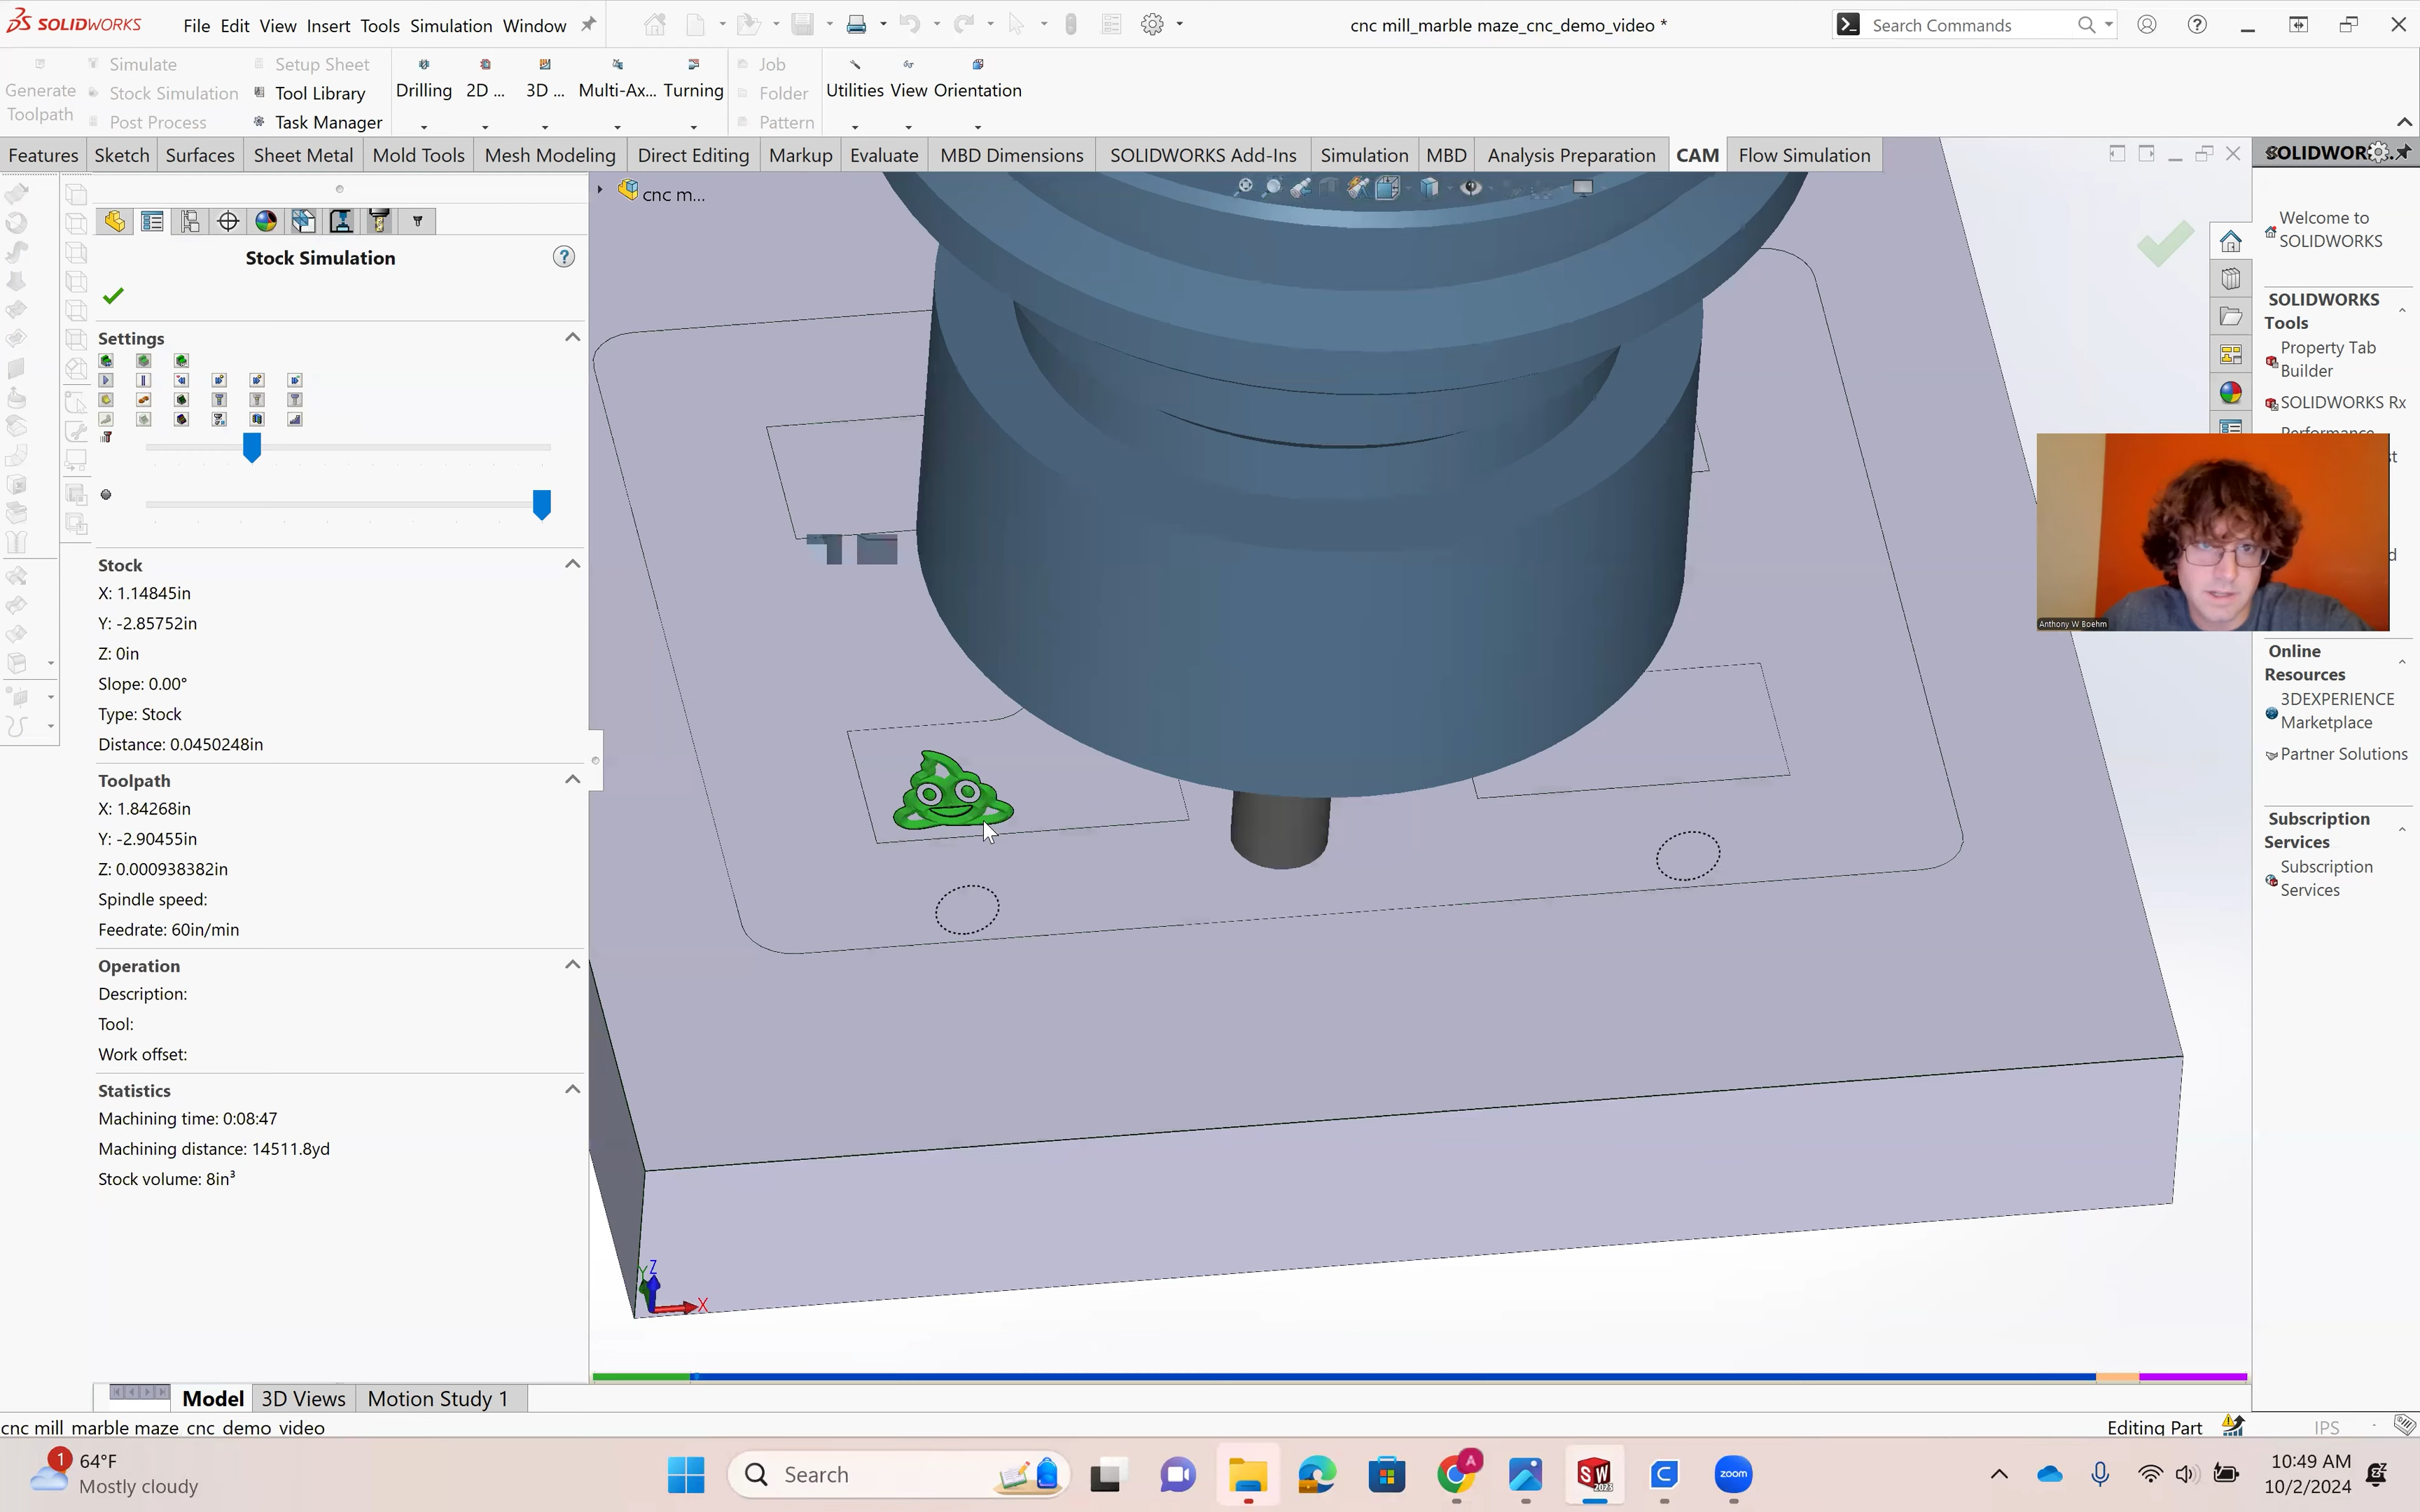 SOLIDWORKS File Edit View Insert Tools Simulation Window cnc mill_marble maze_cnc_demo_video * Search Commands
Generate Toolpath
Simulate
Stock Simulation
Post Process
Setup Sheet
Tool Library
Task Manager
Drilling 2D ... 3D ... Multi-Ax... Turning
Job
Folder
Pattern
Utilities View Orientation
Features Sketch Surfaces Sheet Metal Mold Tools Mesh Modeling Direct Editing Markup Evaluate MBD Dimensions SOLIDWORKS Add-Ins Simulation MBD Analysis Preparation CAM Flow Simulation
cnc m...
Stock Simulation
Settings
Stock
X: 1.14845in
Y: -2.85752in
Z: 0in
Slope: 0.00°
Type: Stock
Distance: 0.0450248in
Toolpath
X: 1.84268in
Y: -2.90455in
Z: 0.000938382in
Spindle speed:
Feedrate: 60in/min
Operation
Description:
Tool:
Work offset:
Statistics
Machining time: 0:08:47
Machining distance: 14511.8yd
Stock volume: 8in³
Z
Y
X
Welcome to
SOLIDWORKS
SOLIDWORKS
Tools
Property Tab
Builder
SOLIDWORKS Rx
Anthony W Boehm
Online
Resources
3DEXPERIENCE
Marketplace
Partner Solutions
Subscription
Services
Subscription
Services
Model 3D Views Motion Study 1
cnc mill_marble maze_cnc_demo_video
Editing Part IPS
1 64°F
Mostly cloudy
Search
A
SW
2023
zoom
10:49 AM
10/2/2024